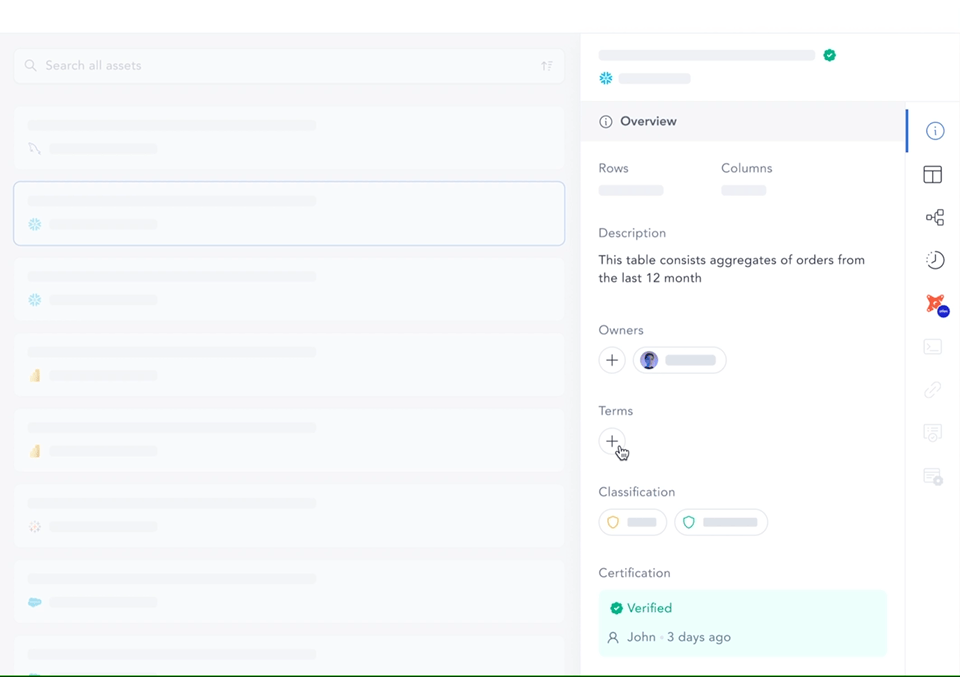 Search all assets
Overview
Rows Columns
Description
This table consists aggregates of orders from
the last 12 month
Owners
Terms
Classification
Certification
Verified
John · 3 days ago